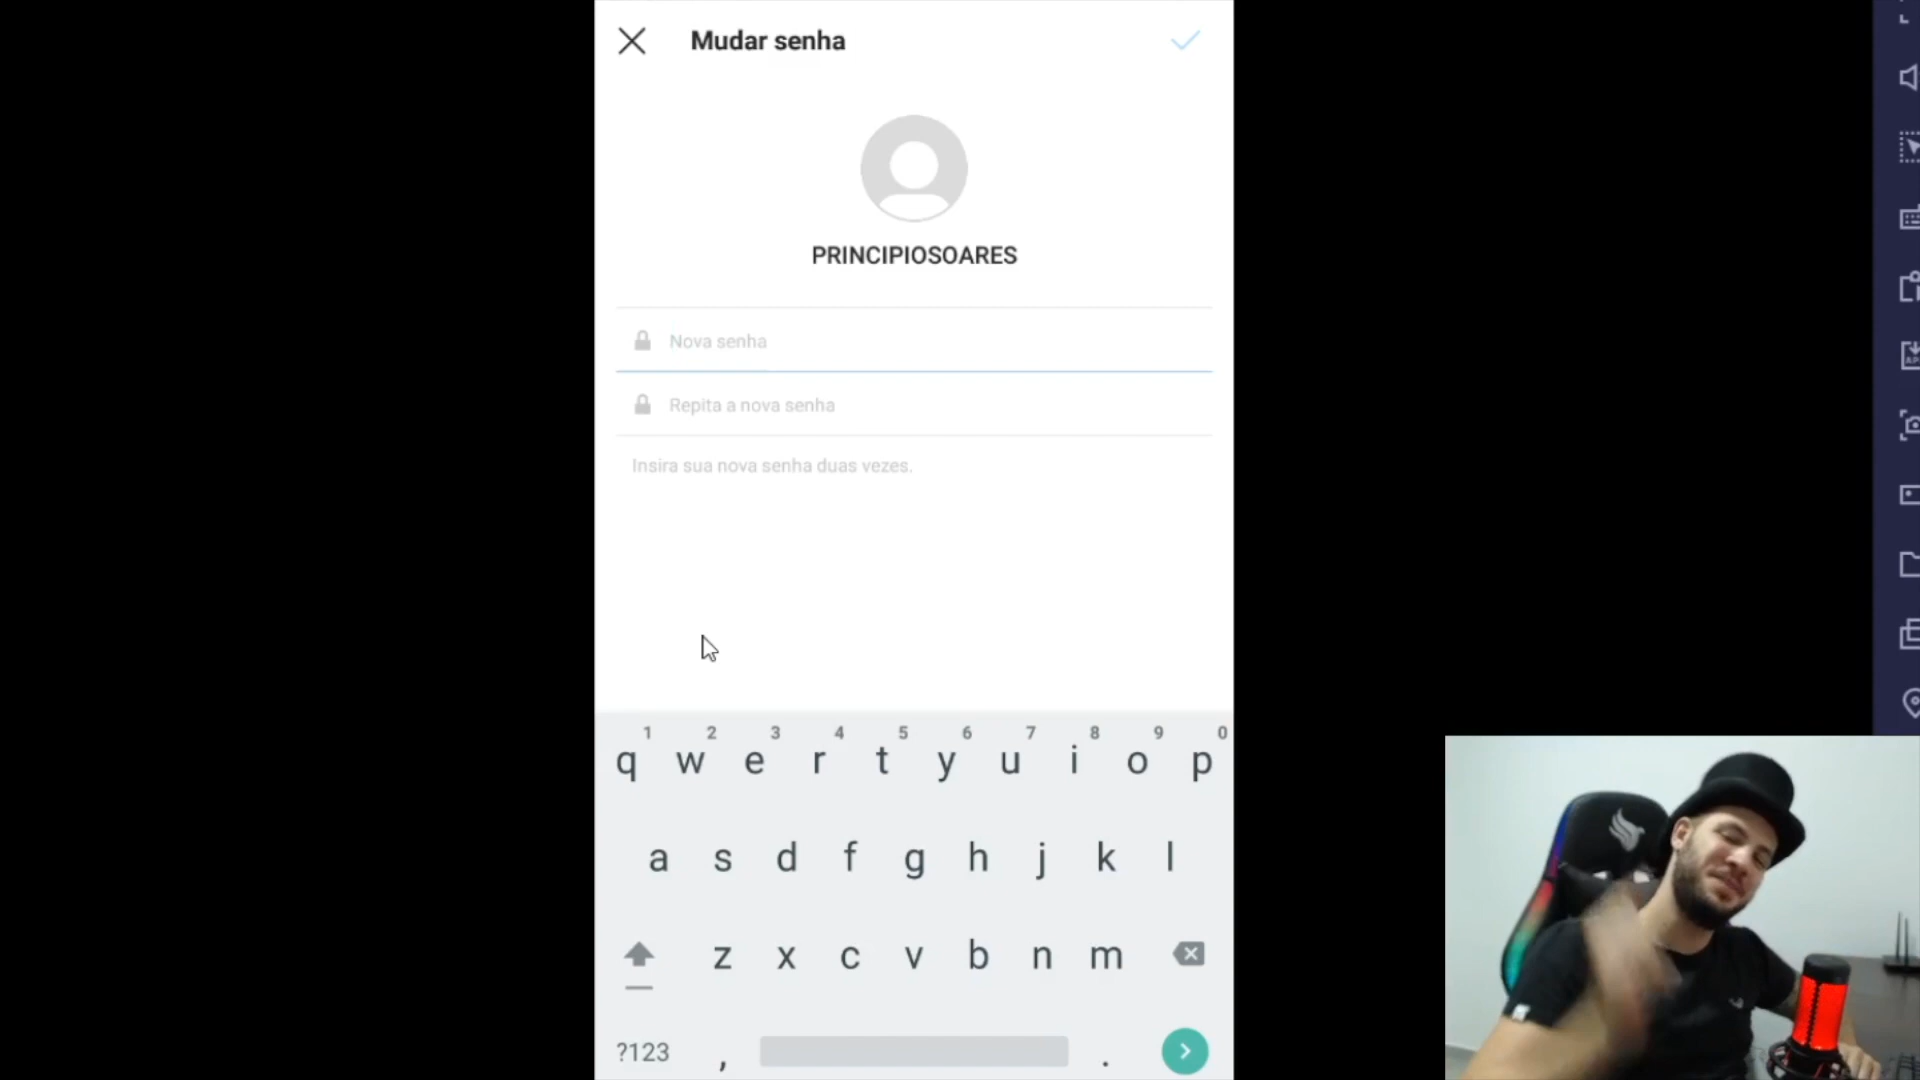 Mudar senha
PRINCIPIOSOARES
Nova senha
Repita a nova senha
Insira sua nova senha duas vezes.
1 2 3 4 5 6 7 8 9 0
q w e r t y u i o p
a s d f g h j k l
z x c v b n m
?123 , .